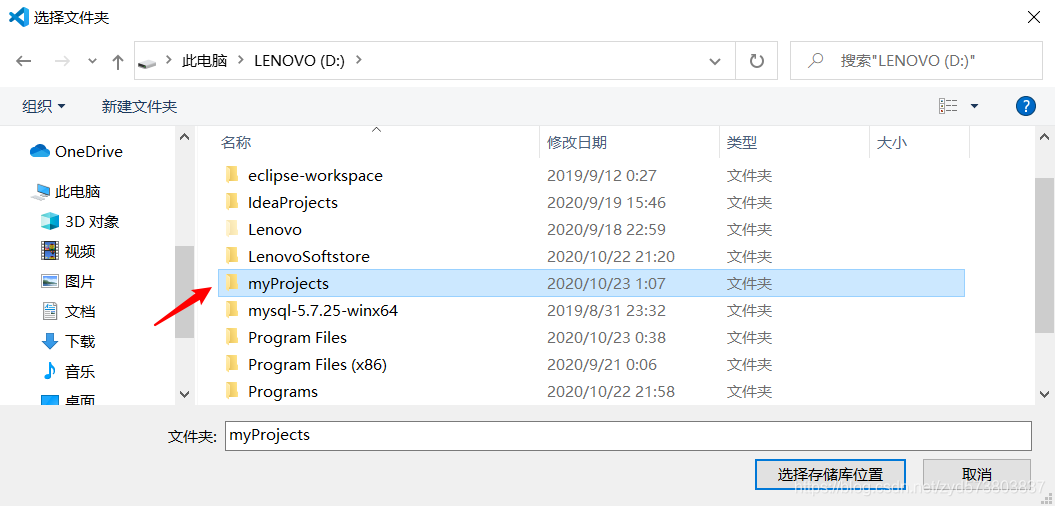 选择文件夹
此电脑 LENOVO (D:) 搜索"LENOVO (D:)"
组织 新建文件夹
名称 修改日期 类型 大小
OneDrive
此电脑
3D 对象
视频
图片
文档
下载
音乐
桌面
eclipse-workspace 2019/9/12 0:27 文件夹
IdeaProjects 2020/9/19 15:46 文件夹
Lenovo 2020/9/18 22:59 文件夹
LenovoSoftstore 2020/10/22 21:20 文件夹
myProjects 2020/10/23 1:07 文件夹
mysql-5.7.25-winx64 2019/8/31 23:32 文件夹
Program Files 2020/10/23 0:38 文件夹
Program Files (x86) 2020/9/21 0:06 文件夹
Programs 2020/10/22 21:58 文件夹
文件夹: myProjects
选择存储库位置 取消